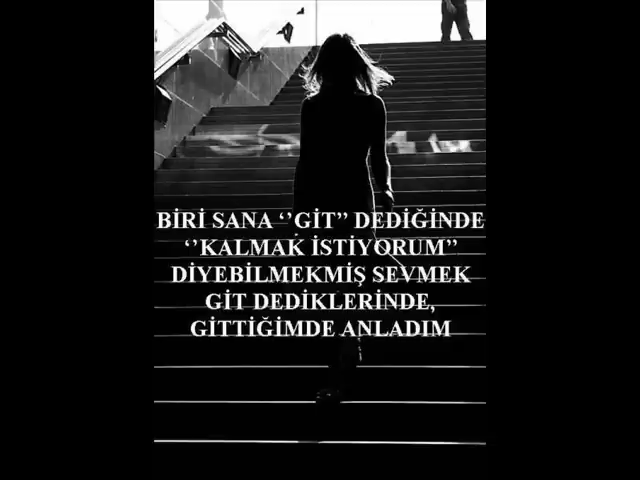 BİRİ SANA ‘’GİT’’ DEDİĞİNDE
‘’KALMAK İSTİYORUM’’
DİYEBİLMEKMİŞ SEVMEK
GİT DEDİKLERİNDE,
GİTTİĞİMDE ANLADIM